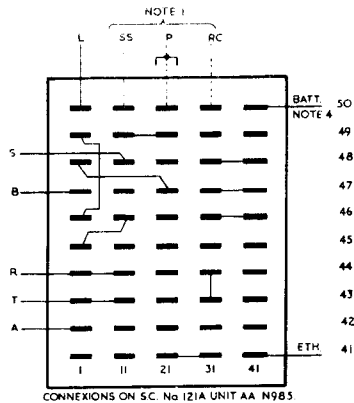 NOTE 1
L SS P RC
BATT. 50
NOTE 4
49
S 48
B 47
46
45
R 44
T 43
A 42
ETH. 41
1 11 21 31 41
CONNEXIONS ON S.C. No 121A UNIT AA N985.